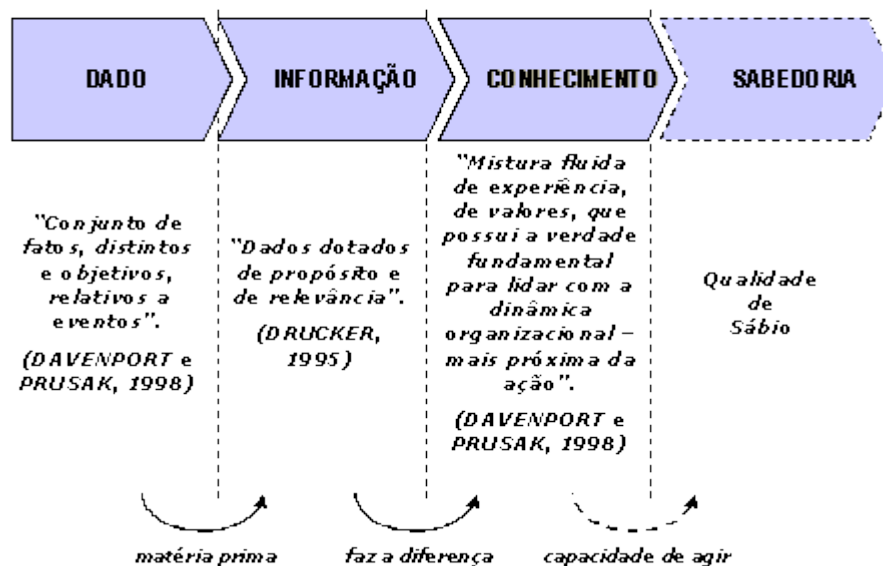 DADO
INFORMAÇÃO
CONHECIMENTO
SABEDORIA
"Conjunto de
fatos, distintos
e objetivos,
relativos a
eventos".
(DAVENPORT e
PRUSAK, 1998)
"Dados dotados
de propósito e
de relevância".
(DRUCKER,
1995)
"Mistura fluida
de experiência,
de valores, que
possui a verdade
fundamental
para lidar com a
dinâmica
organizacional –
mais próxima da
ação".
(DAVENPORT e
PRUSAK, 1998)
Qualidade
de
Sábio
matéria prima
faz a diferença
capacidade de agir